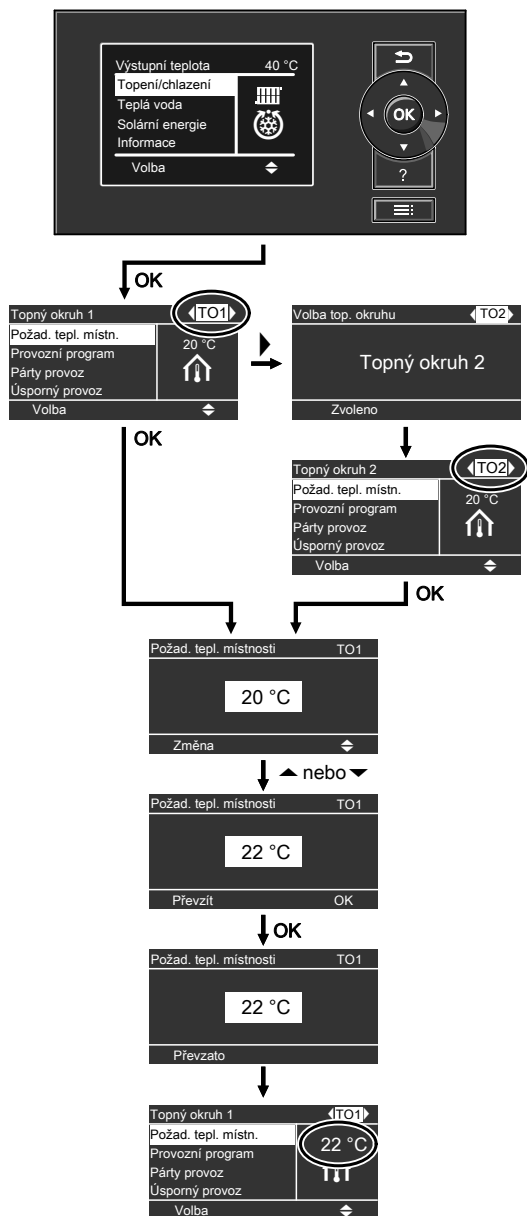 Výstupní teplota 40 °C
Topení/chlazení
Teplá voda
Solární energie
Informace
Volba
OK
?
OK
Topný okruh 1 TO1
Požad. tepl. místn.
20 °C
Provozní program
Párty provoz
Úsporný provoz
Volba
Volba top. okruhu TO2
Topný okruh 2
Zvoleno
OK
Topný okruh 2 TO2
Požad. tepl. místn.
20 °C
Provozní program
Párty provoz
Úsporný provoz
Volba
OK
Požad. tepl. místnosti TO1
20 °C
Změna
nebo
Požad. tepl. místnosti TO1
22 °C
Převzít OK
OK
Požad. tepl. místnosti TO1
22 °C
Převzato
Topný okruh 1 TO1
Požad. tepl. místn.
22 °C
Provozní program
Párty provoz
Úsporný provoz
Volba